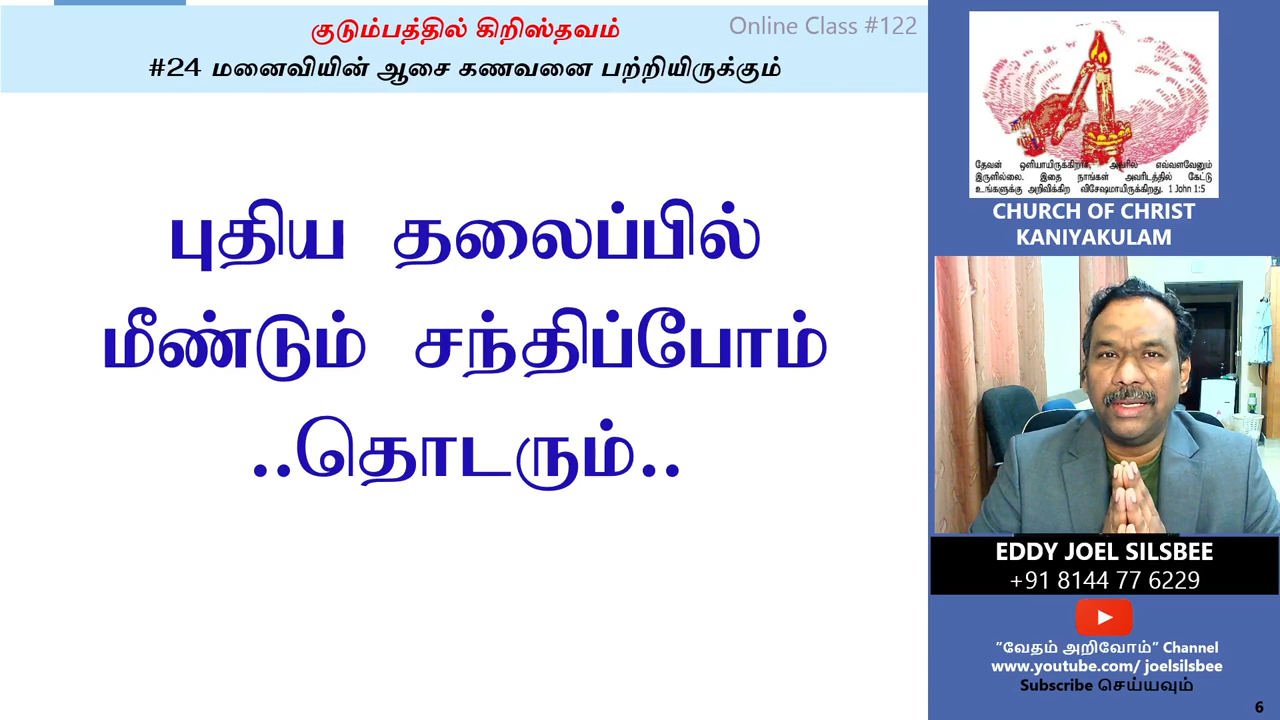 குடும்பத்தில் கிறிஸ்தவம்
Online Class #122
#24 மனைவியின் ஆசை கணவனை பற்றியிருக்கும்
புதிய தலைப்பில்
மீண்டும் சந்திப்போம்
..தொடரும்..
தேவன் ஒளியாயிருக்கிறார், அவரில் எவ்வளவேனும்
இருளில்லை. இதை நாங்கள் அவரிடத்தில் கேட்டு
உங்களுக்கு அறிவிக்கிற விசேஷமாயிருக்கிறது. 1 John 1:5
CHURCH OF CHRIST
KANIYAKULAM
EDDY JOEL SILSBEE
+91 8144 77 6229
"வேதம் அறிவோம்" Channel
www.youtube.com/ joelsilsbee
Subscribe செய்யவும்
6